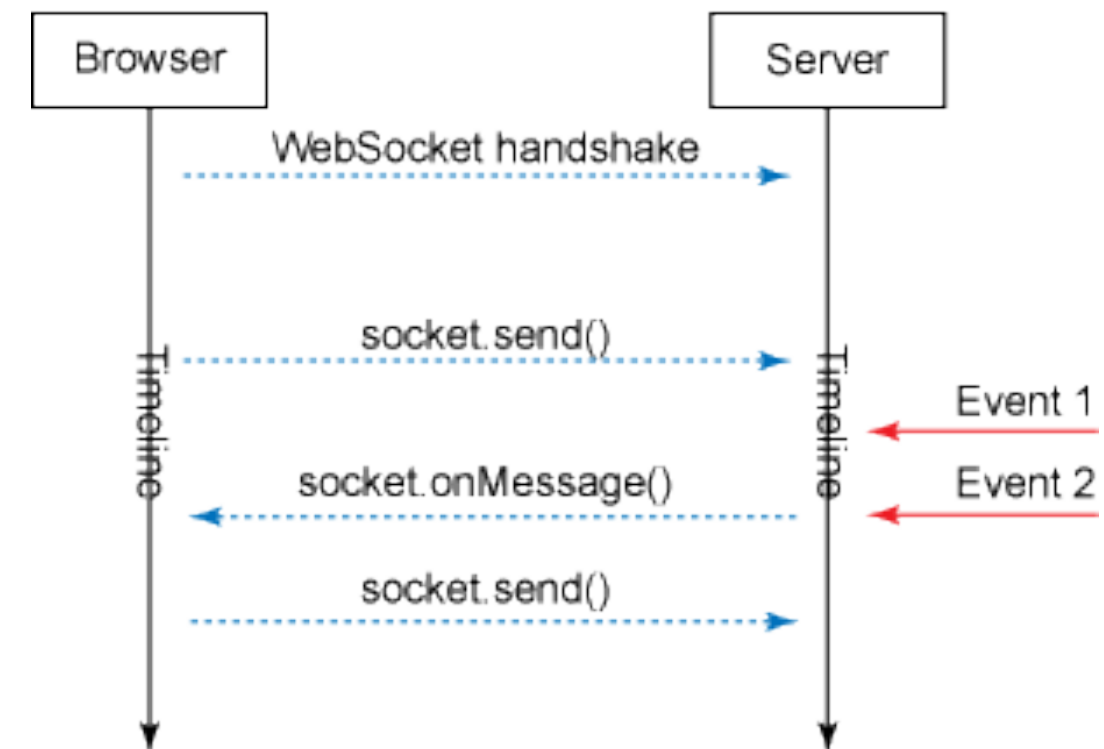 Browser
Server
WebSocket handshake
socket.send()
Timeline
Timeline
Event 1
socket.onMessage()
Event 2
socket.send()